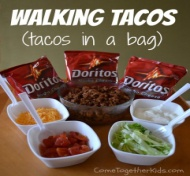 WALKING TACOS
(tacos in a bag)
Doritos
Doritos
Doritos
ComeTogetherKids.com